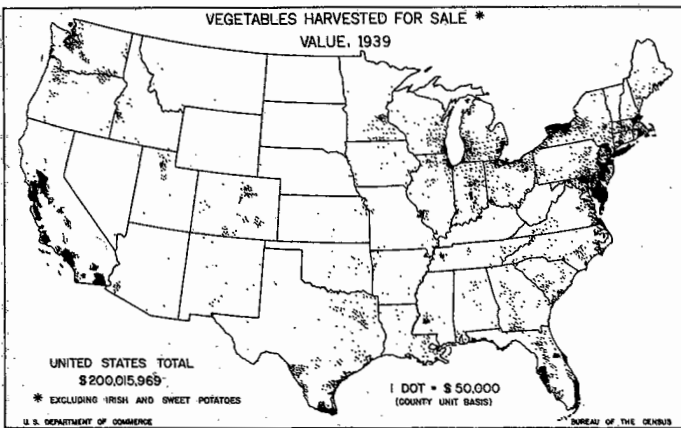 VEGETABLES HARVESTED FOR SALE *
VALUE, 1939
UNITED STATES TOTAL
$200,015,969
* EXCLUDING IRISH AND SWEET POTATOES
1 DOT = $50,000
(COUNTY UNIT BASIS)
U. S. DEPARTMENT OF COMMERCE
BUREAU OF THE CENSUS